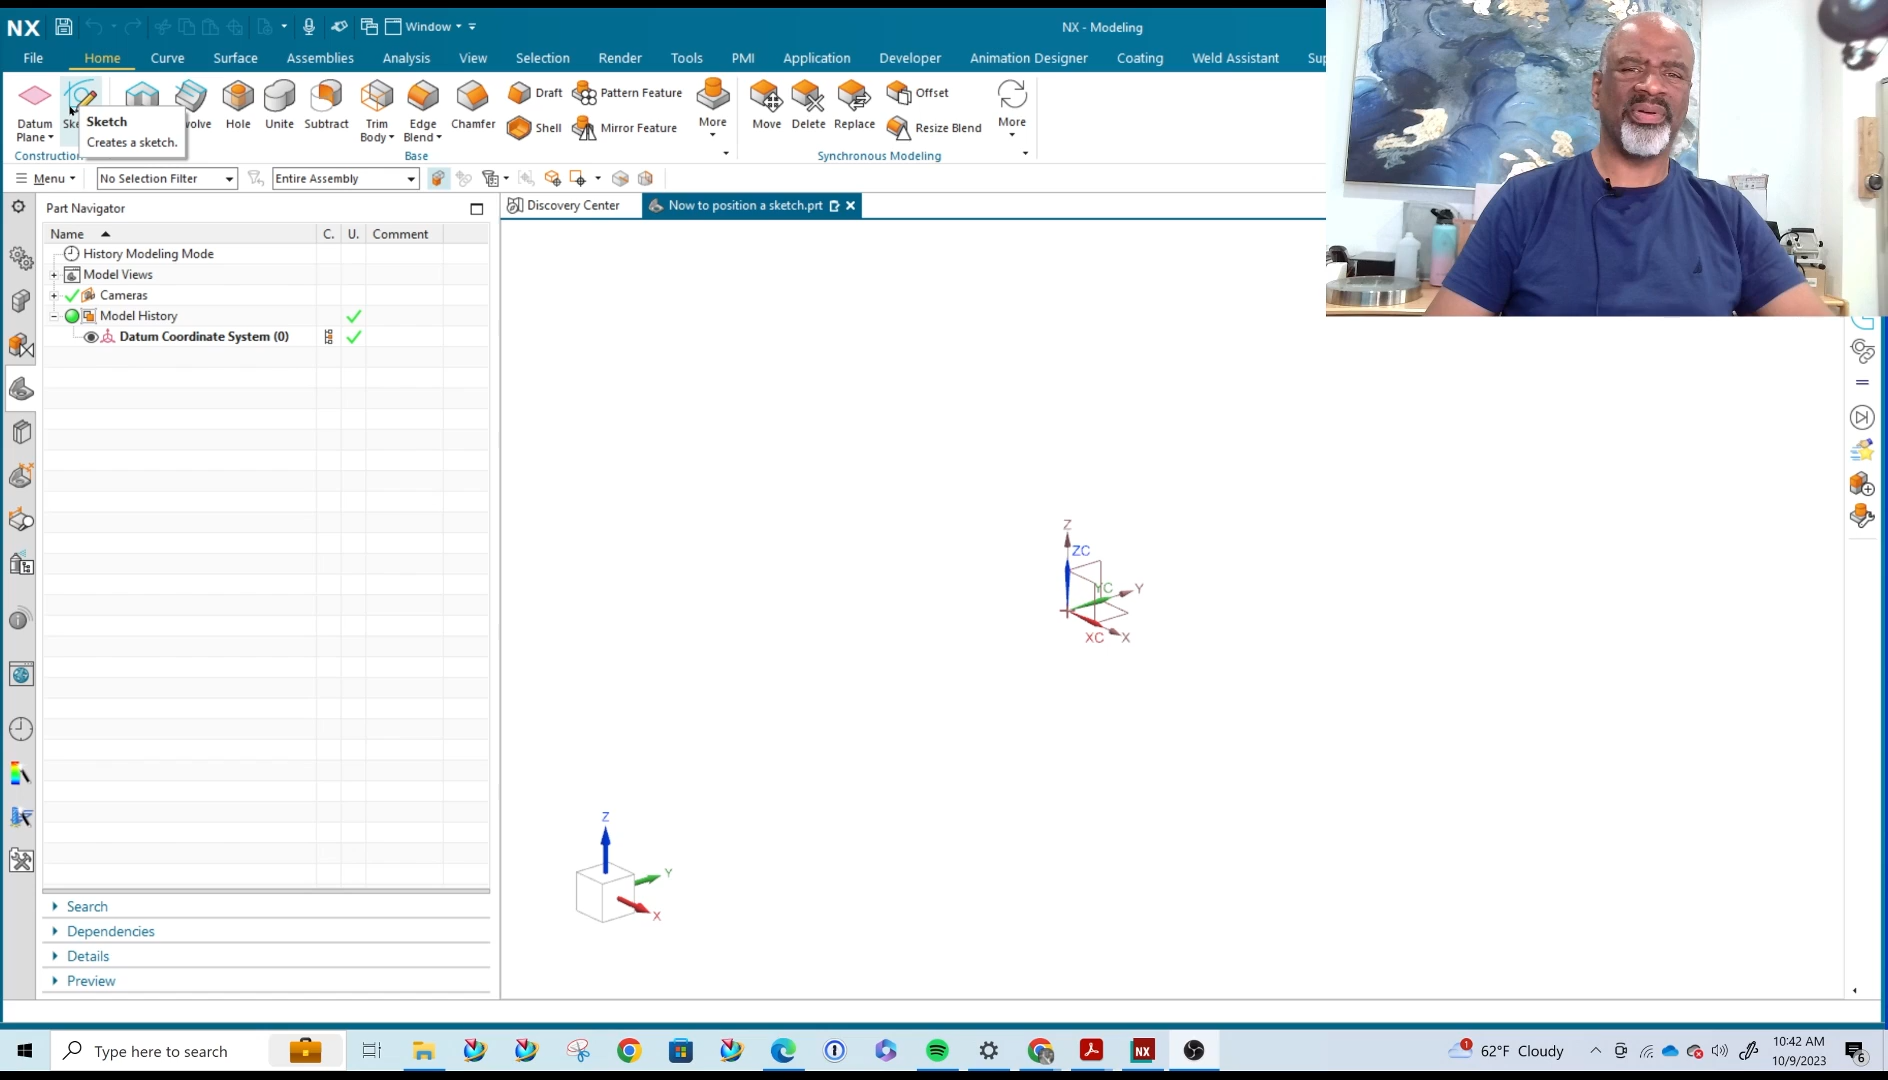 NX
Window
NX - Modeling
File
Home
Curve
Surface
Assemblies
Analysis
View
Selection
Render
Tools
PMI
Application
Developer
Animation Designer
Coating
Weld Assistant
Datum
Plane
Sketch
Creates a sketch.
Hole
Unite
Subtract
Trim
Body
Edge
Blend
Chamfer
Draft
Shell
Pattern Feature
Mirror Feature
More
Move
Delete
Replace
Offset
Resize Blend
More
Base
Synchronous Modeling
Menu
No Selection Filter
Entire Assembly
Part Navigator
Discovery Center
Now to position a sketch.prt
Name
C.
U.
Comment
History Modeling Mode
Model Views
Cameras
Model History
Datum Coordinate System (0)
Z
ZC
YC
Y
XC
X
Z
Y
X
Search
Dependencies
Details
Preview
Type here to search
NX
62°F Cloudy
10:42 AM
10/9/2023
6